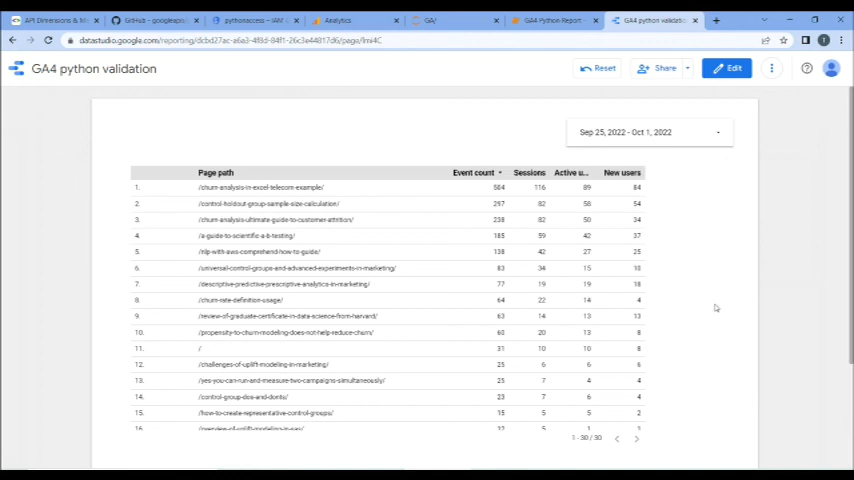 API Dimensions & M
GitHub - googleapis/
pythonaccess – IAM &
Analytics
GA/
GA4 Python Report -
GA4 python validatio
datastudio.google.com/reporting/
GA4 python validation
Reset
Share
Edit
Sep 25, 2022 - Oct 1, 2022
Page path Event count Sessions Active u... New users
1. /churn-analysis-in-excel-telecom-example/ 504 116 89 84
2. /control-holdout-group-sample-size-calculation/ 297 82 58 54
3. /churn-analysis-ultimate-guide-to-customer-attrition/ 238 82 50 34
4. /a-guide-to-scientific-a-b-testing/ 185 59 42 37
5. /nlp-with-aws-comprehend-how-to-guide/ 138 42 27 25
6. /universal-control-groups-and-advanced-experiments-in-marketing/ 83 34 15 10
7. /descriptive-predictive-prescriptive-analytics-in-marketing/ 77 19 19 18
8. /churn-rate-definition-usage/ 64 22 14 4
9. /review-of-graduate-certificate-in-data-science-from-harvard/ 63 14 13 13
10. /propensity-to-churn-modeling-does-not-help-reduce-churn/ 60 20 13 8
11. / 31 10 10 8
12. /challenges-of-uplift-modeling-in-marketing/ 25 6 6 6
13. /yes-you-can-run-and-measure-two-campaigns-simultaneously/ 25 7 4 4
14. /control-group-dos-and-donts/ 23 7 6 4
15. /how-to-create-representative-control-groups/ 15 5 5 2
16. /overview-of-uplift-modeling-in-sas/ 12 5 1 1
1 - 30 / 30